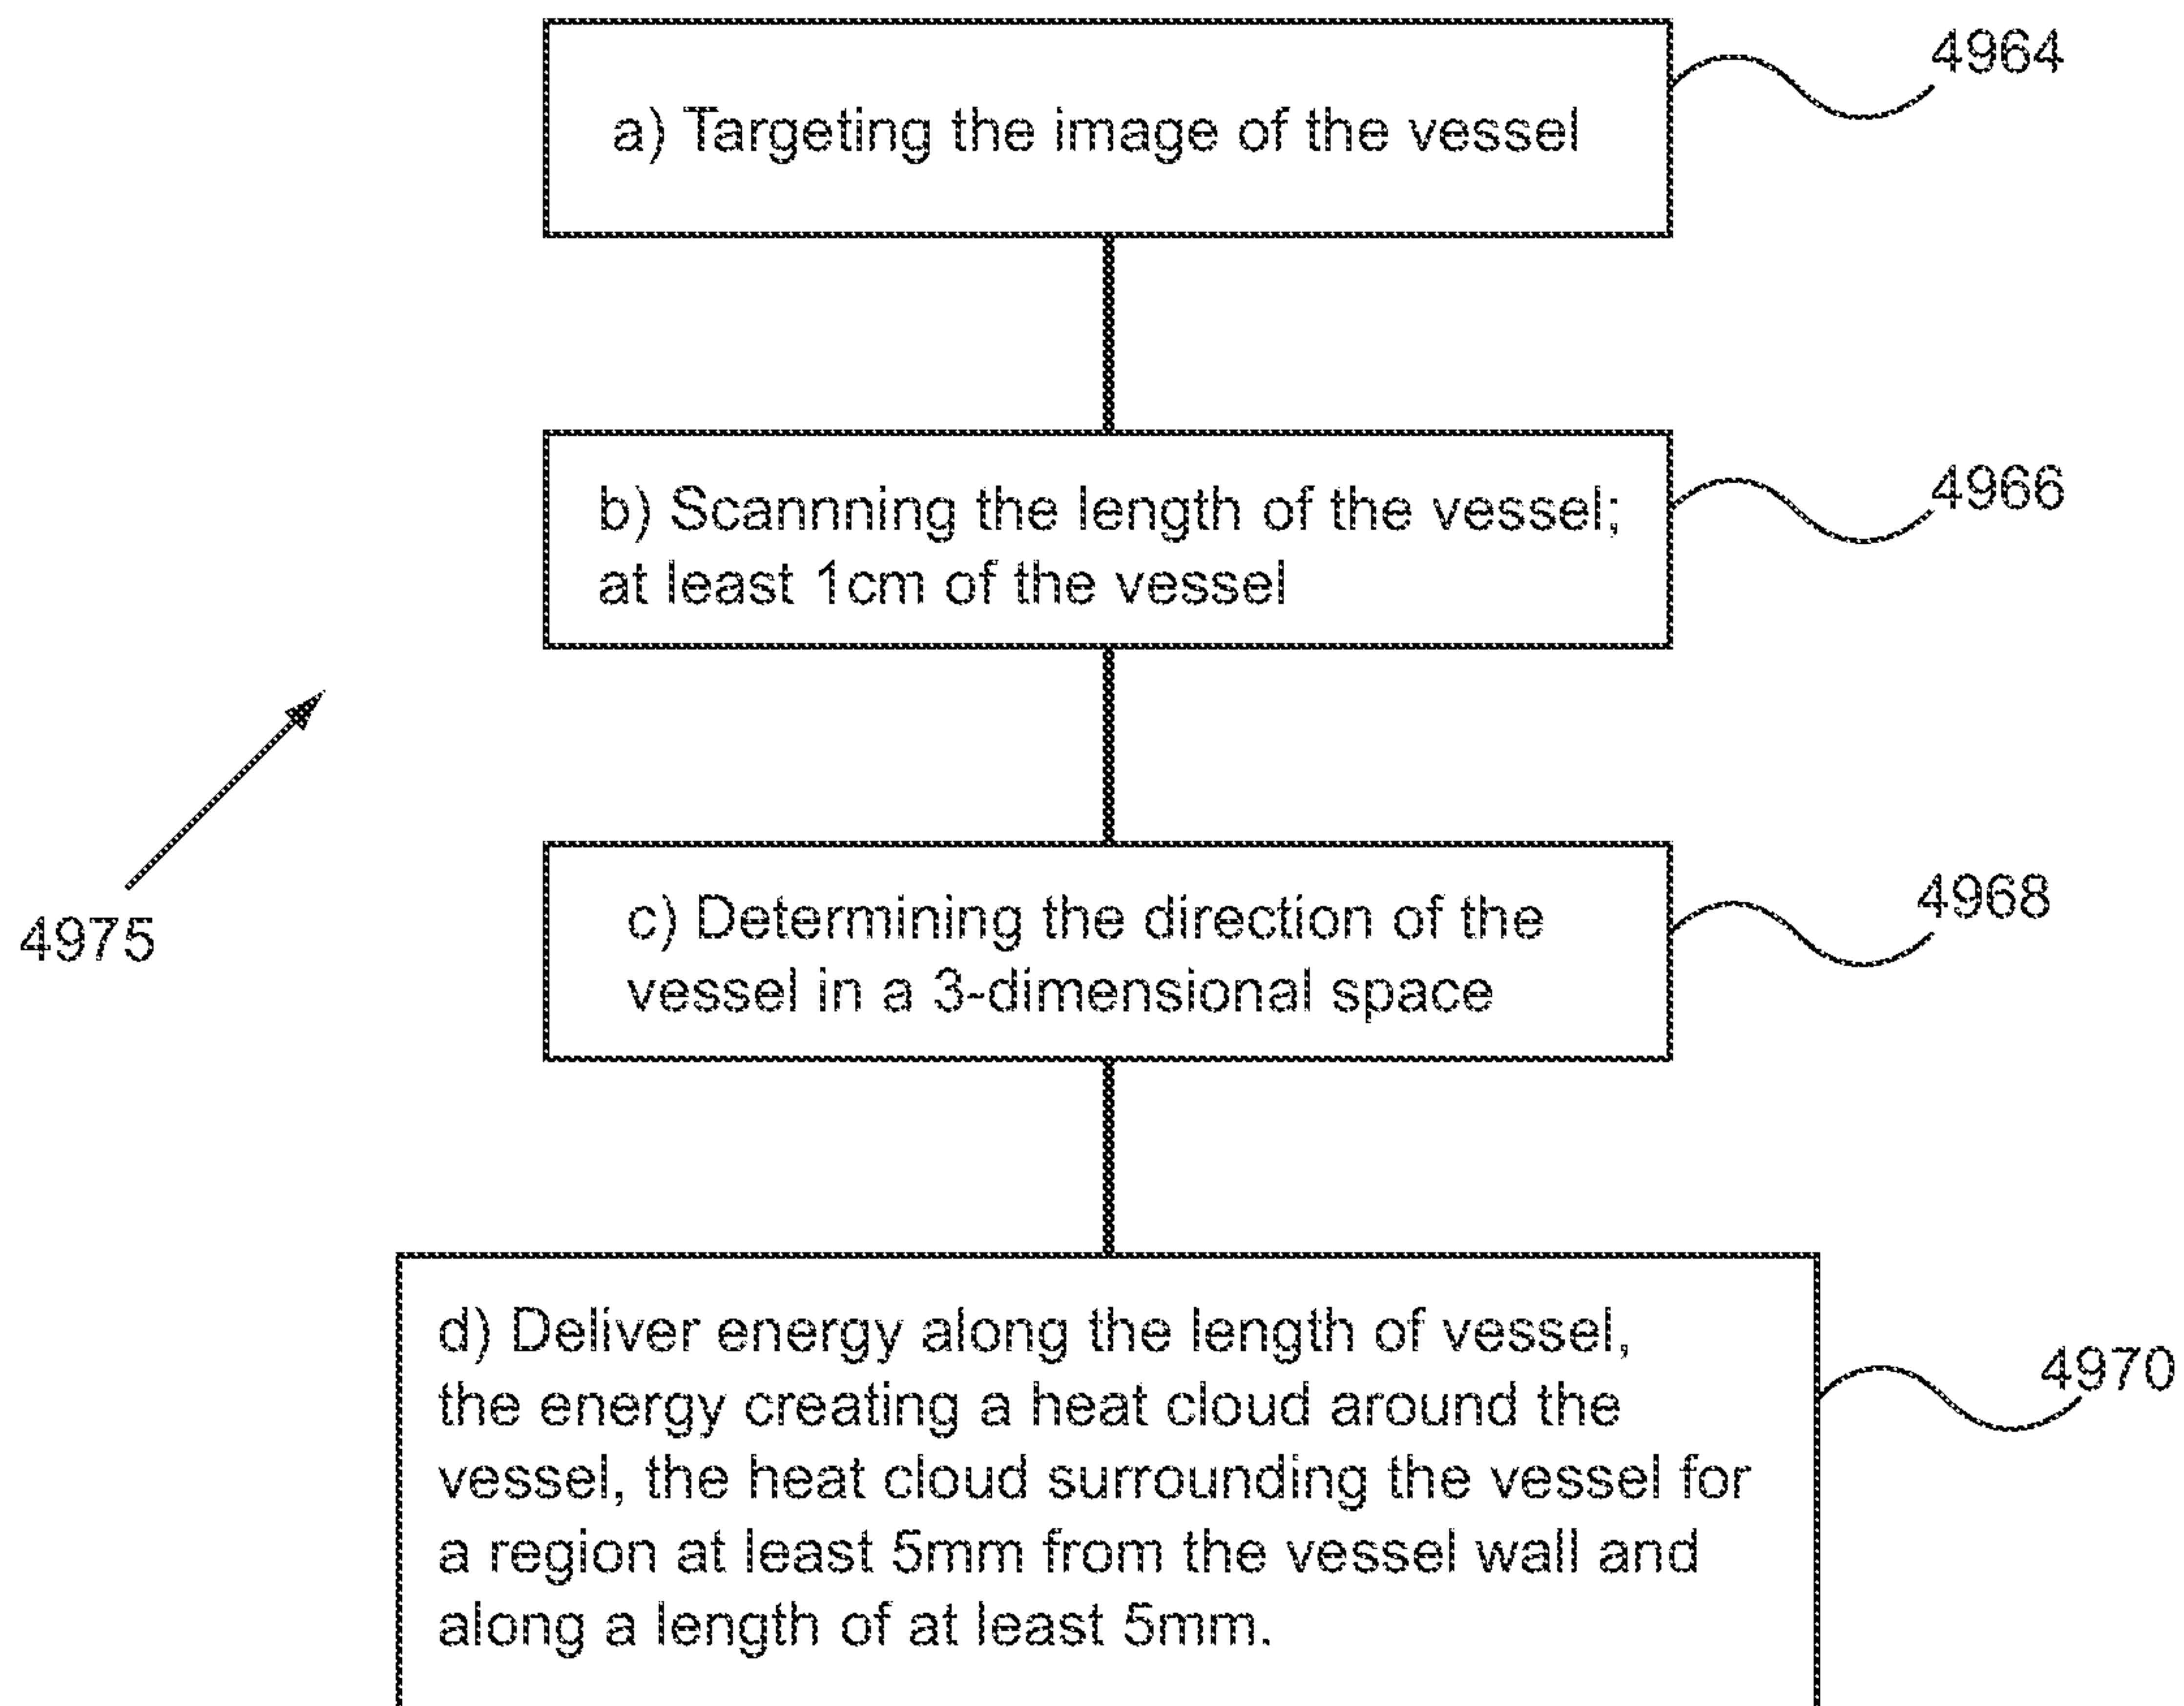 4964
a) Targeting the image of the vessel
4966
b) Scannning the length of the vessel;
at least 1cm of the vessel
4968
c) Determining the direction of the
vessel in a 3-dimensional space
4975
4970
d) Deliver energy along the length of vessel,
the energy creating a heat cloud around the
vessel, the heat cloud surrounding the vessel for
a region at least 5mm from the vessel wall and
along a length of at least 5mm.